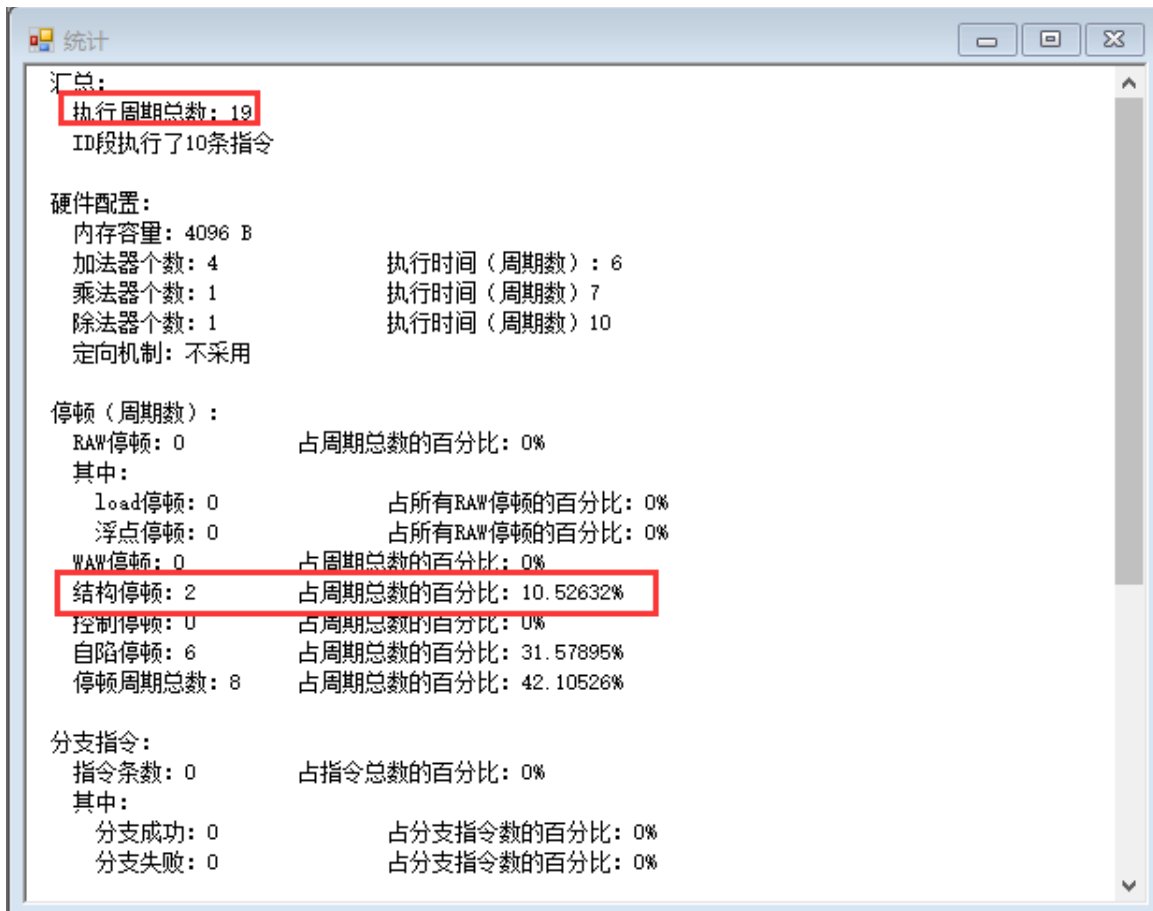 统计
汇总:
执行周期总数: 19
ID段执行了10条指令
硬件配置:
内存容量: 4096 B
加法器个数: 4 执行时间（周期数）: 6
乘法器个数: 1 执行时间（周期数）7
除法器个数: 1 执行时间（周期数）10
定向机制: 不采用
停顿（周期数）:
RAW停顿: 0 占周期总数的百分比: 0%
其中:
load停顿: 0 占所有RAW停顿的百分比: 0%
浮点停顿: 0 占所有RAW停顿的百分比: 0%
WAW停顿: 0 占周期总数的百分比: 0%
结构停顿: 2 占周期总数的百分比: 10.52632%
控制停顿: 0 占周期总数的百分比: 0%
自陷停顿: 6 占周期总数的百分比: 31.57895%
停顿周期总数: 8 占周期总数的百分比: 42.10526%
分支指令:
指令条数: 0 占指令总数的百分比: 0%
其中:
分支成功: 0 占分支指令数的百分比: 0%
分支失败: 0 占分支指令数的百分比: 0%